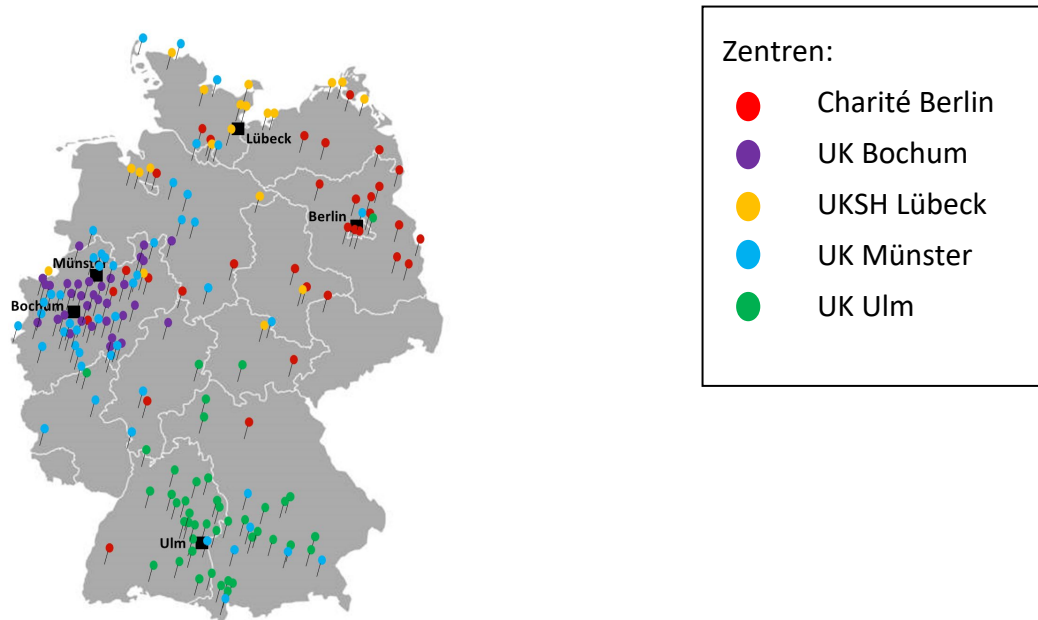 Lübeck
Berlin
Münster
Bochum
Ulm
Zentren:
Charité Berlin
UK Bochum
UKSH Lübeck
UK Münster
UK Ulm